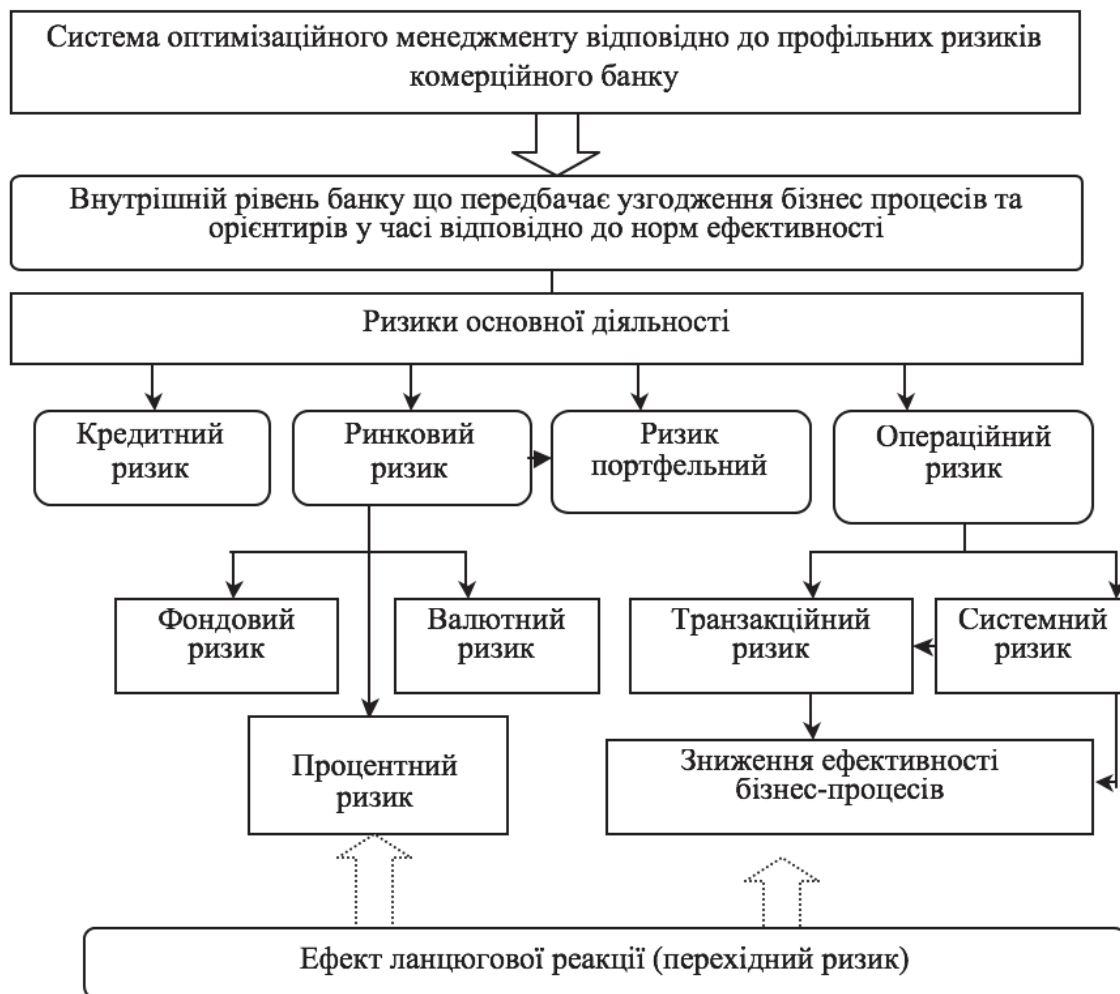 Система оптимізаційного менеджменту відповідно до профільних ризиків
комерційного банку
Внутрішній рівень банку що передбачає узгодження бізнес процесів та
орієнтирів у часі відповідно до норм ефективності
Ризики основної діяльності
Кредитний
ризик
Ринковий
ризик
Ризик
портфельний
Операційний
ризик
Фондовий
ризик
Валютний
ризик
Транзакційний
ризик
Системний
ризик
Процентний
ризик
Зниження ефективності
бізнес-процесів
Ефект ланцюгової реакції (перехідний ризик)